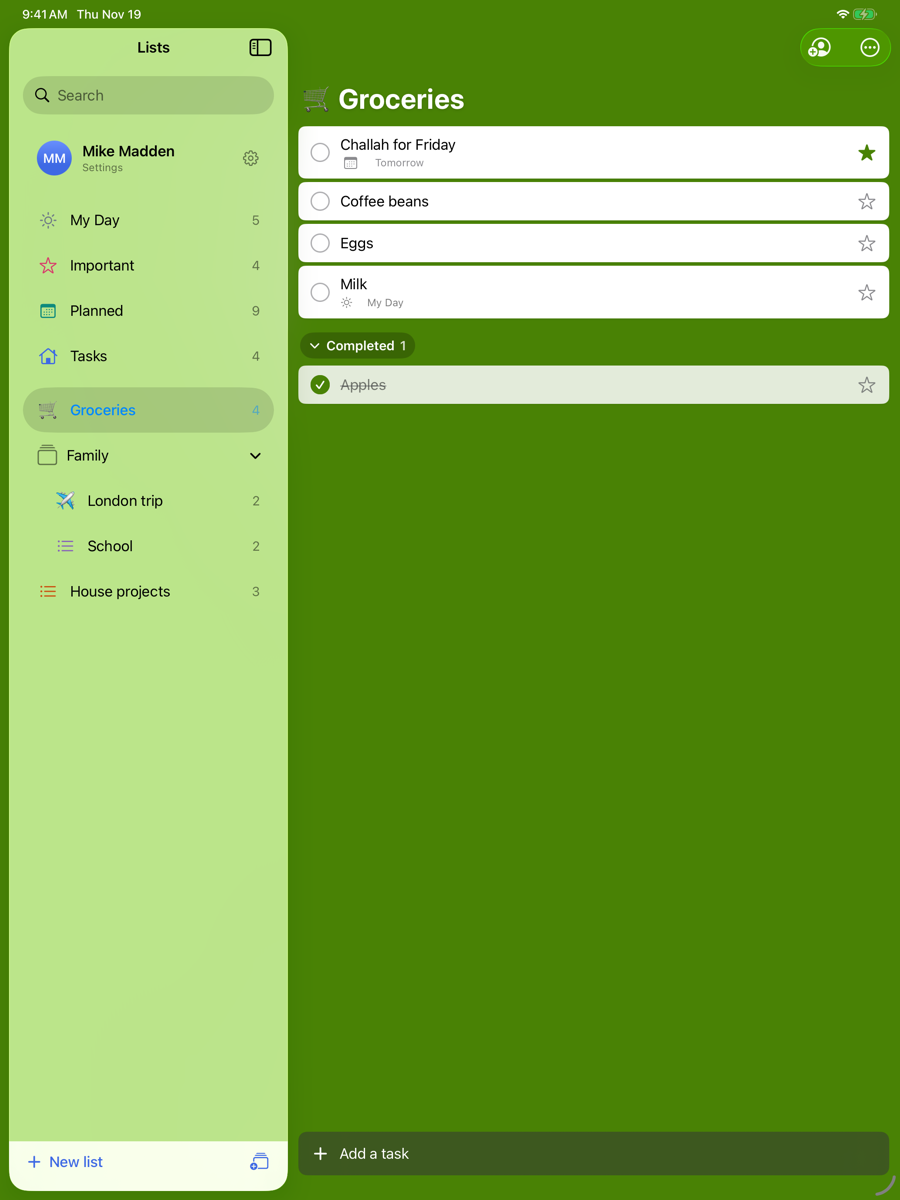 9:41 AM Thu Nov 19
Lists
Search
MM
Mike Madden
Settings
My Day 5
Important 4
Planned 9
Tasks 4
Groceries 4
Family
London trip 2
School 2
House projects 3
New list
Groceries
Challah for Friday
Tomorrow
Coffee beans
Eggs
Milk
My Day
Completed 1
Apples
Add a task